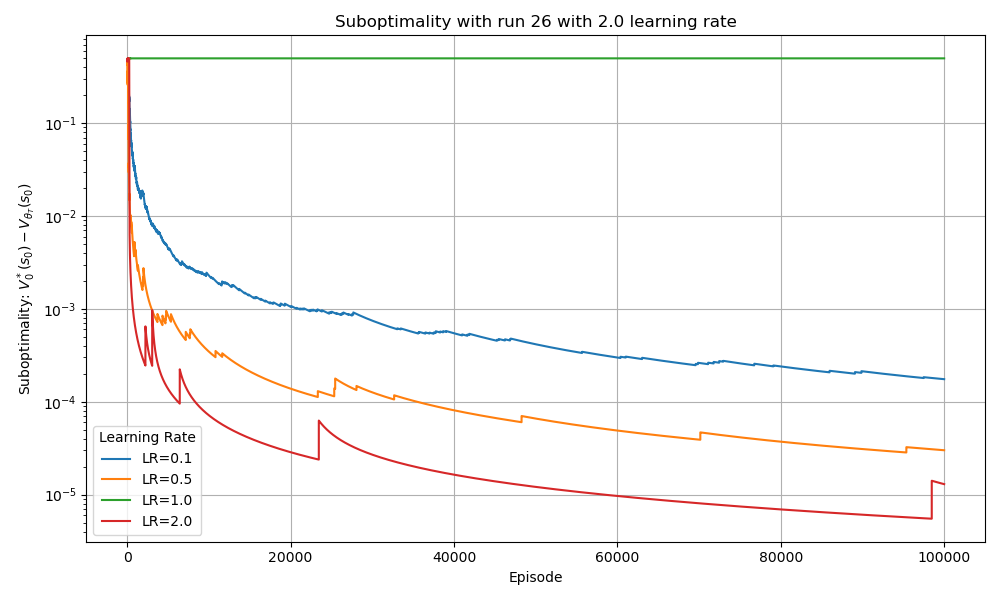 Suboptimality with run 26 with 2.0 learning rate
Suboptimality: $V_0^*(s_0) - V_{\theta_T}(s_0)$
10⁻¹
10⁻²
10⁻³
10⁻⁴
10⁻⁵
Learning Rate
LR=0.1
LR=0.5
LR=1.0
LR=2.0
0 20000 40000 60000 80000 100000
Episode